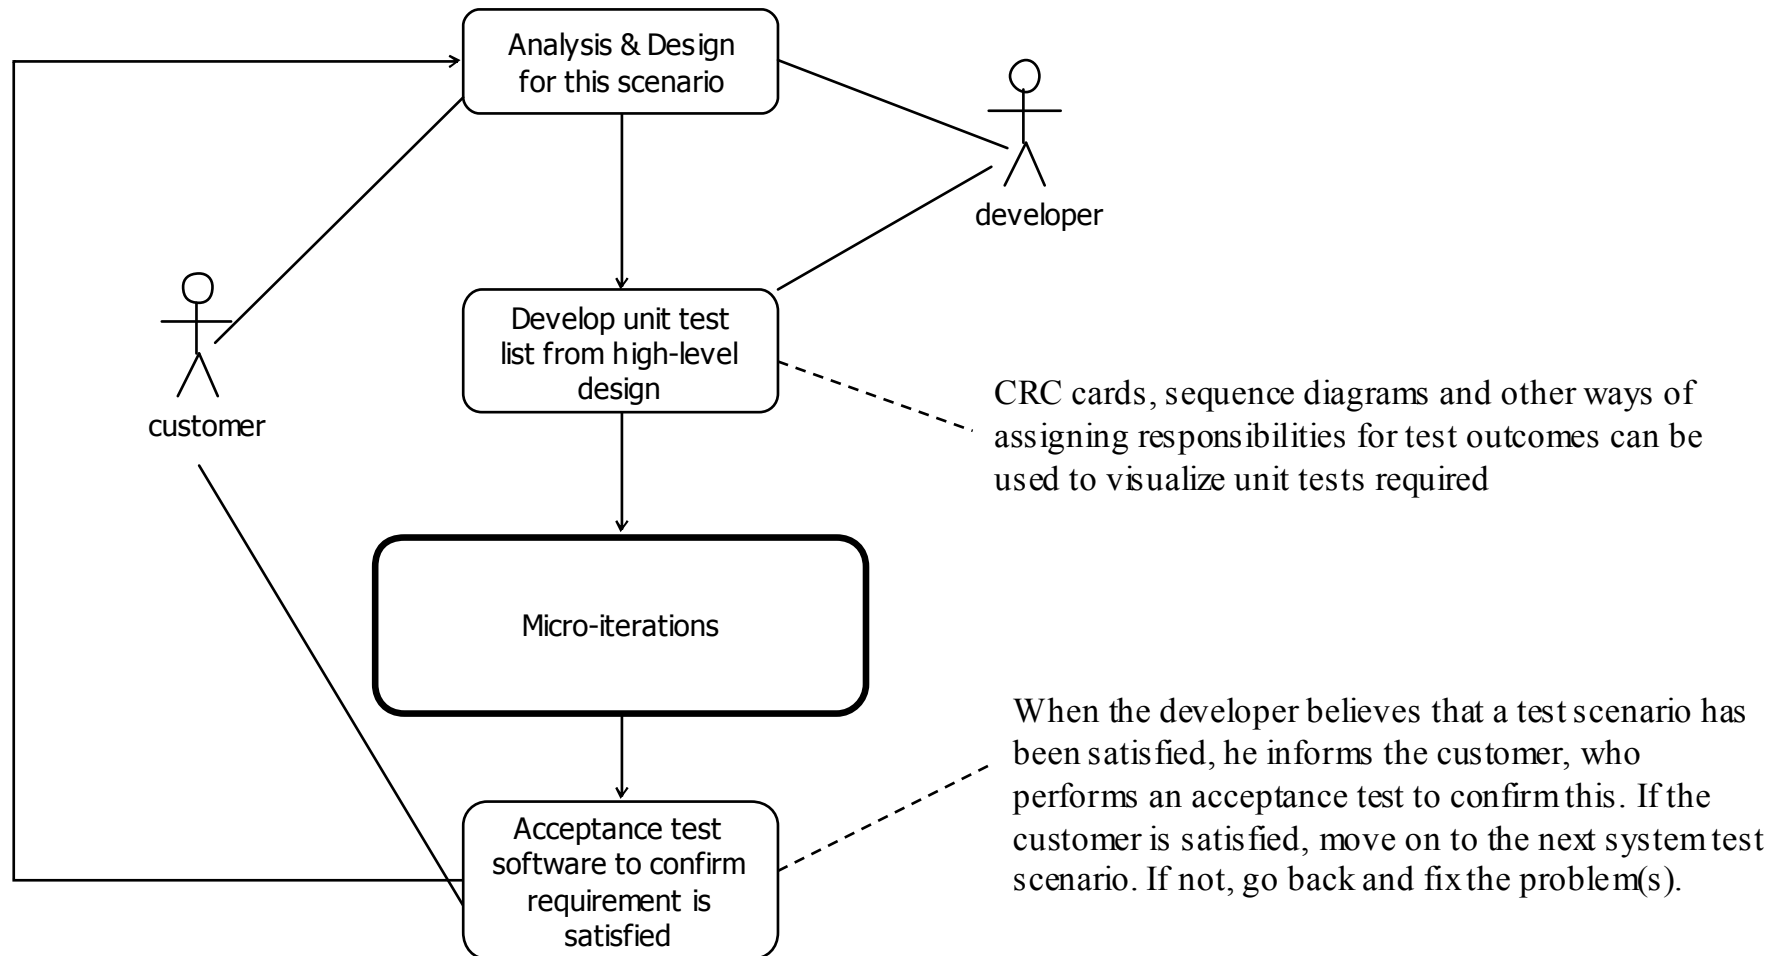 Analysis & Design
for this scenario
developer
Develop unit test
list from high-level
design
customer
CRC cards, sequence diagrams and other ways of
assigning responsibilities for test outcomes can be
used to visualize unit tests required
Micro-iterations
When the developer believes that a test scenario has
been satisfied, he informs the customer, who
performs an acceptance test to confirm this. If the
customer is satisfied, move on to the next system test
scenario. If not, go back and fix the problem(s).
Acceptance test
software to confirm
requirement is
satisfied